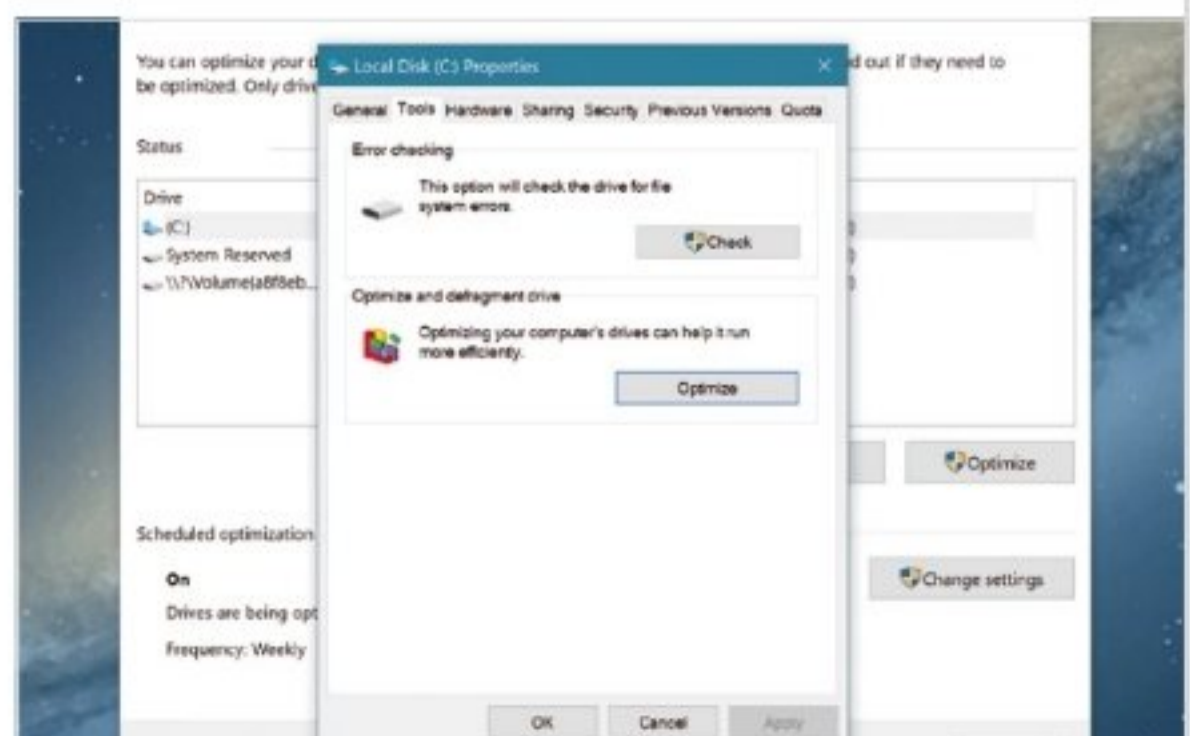 You can optimize your d
d out if they need to
be optimized. Only drive
Local Disk (C:) Properties
General Tools Hardware Sharing Security Previous Versions Quota
Status
Error checking
This option will check the drive for file
system errors.
Check
Drive
(C:)
System Reserved
\\?\Volume{a8f8eb...
Optimize and defragment drive
Optimizing your computer's drives can help it run
more efficiently.
Optimize
Optimize
Scheduled optimization
On
Change settings
Drives are being opt
Frequency: Weekly
OK Cancel Apply